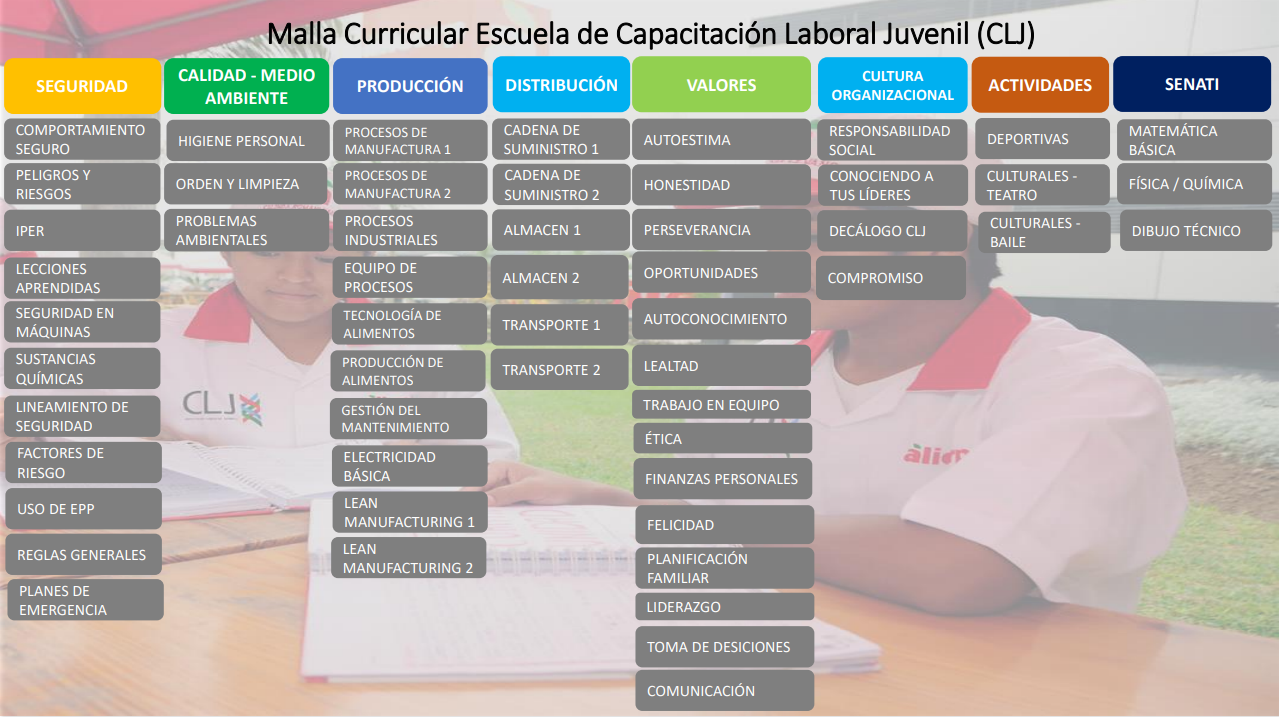 Malla Curricular Escuela de Capacitación Laboral Juvenil (CLJ)
SEGURIDAD
COMPORTAMIENTO
SEGURO
PELIGROS Y
RIESGOS
IPER
LECCIONES
APRENDIDAS
SEGURIDAD EN
MÁQUINAS
SUSTANCIAS
QUÍMICAS
LINEAMIENTO DE
SEGURIDAD
FACTORES DE
RIESGO
USO DE EPP
REGLAS GENERALES
PLANES DE
EMERGENCIA
CALIDAD - MEDIO
AMBIENTE
HIGIENE PERSONAL
ORDEN Y LIMPIEZA
PROBLEMAS
AMBIENTALES
PRODUCCIÓN
PROCESOS DE
MANUFACTURA 1
PROCESOS DE
MANUFACTURA 2
PROCESOS
INDUSTRIALES
EQUIPO DE
PROCESOS
TECNOLOGÍA DE
ALIMENTOS
PRODUCCIÓN DE
ALIMENTOS
GESTIÓN DEL
MANTENIMIENTO
ELECTRICIDAD
BÁSICA
LEAN
MANUFACTURING 1
LEAN
MANUFACTURING 2
DISTRIBUCIÓN
CADENA DE
SUMINISTRO 1
CADENA DE
SUMINISTRO 2
ALMACEN 1
ALMACEN 2
TRANSPORTE 1
TRANSPORTE 2
VALORES
AUTOESTIMA
HONESTIDAD
PERSEVERANCIA
OPORTUNIDADES
AUTOCONOCIMIENTO
LEALTAD
TRABAJO EN EQUIPO
ÉTICA
FINANZAS PERSONALES
FELICIDAD
PLANIFICACIÓN
FAMILIAR
LIDERAZGO
TOMA DE DESICIONES
COMUNICACIÓN
CULTURA
ORGANIZACIONAL
RESPONSABILIDAD
SOCIAL
CONOCIENDO A
TUS LÍDERES
DECÁLOGO CLJ
COMPROMISO
ACTIVIDADES
DEPORTIVAS
CULTURALES -
TEATRO
CULTURALES -
BAILE
SENATI
MATEMÁTICA
BÁSICA
FÍSICA / QUÍMICA
DIBUJO TÉCNICO
CLJ